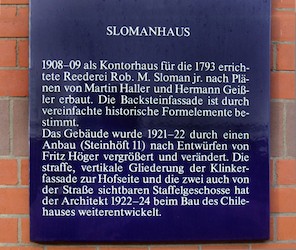 SLOMANHAUS
1908-09 als Kontorhaus für die 1793 errich-
tete Reederei Rob. M. Sloman jr. nach Plä-
nen von Martin Haller und Hermann Geiß-
ler erbaut. Die Backsteinfassade ist durch
vereinfachte historische Formelemente be-
stimmt.
Das Gebäude wurde 1921-22 durch einen
Anbau (Steinhöft 11) nach Entwürfen von
Fritz Höger vergrößert und verändert. Die
straffe, vertikale Gliederung der Klinker-
fassade zur Hofseite und die zwei auch von
der Straße sichtbaren Staffelgeschosse hat
der Architekt 1922-24 beim Bau des Chile-
hauses weiterentwickelt.